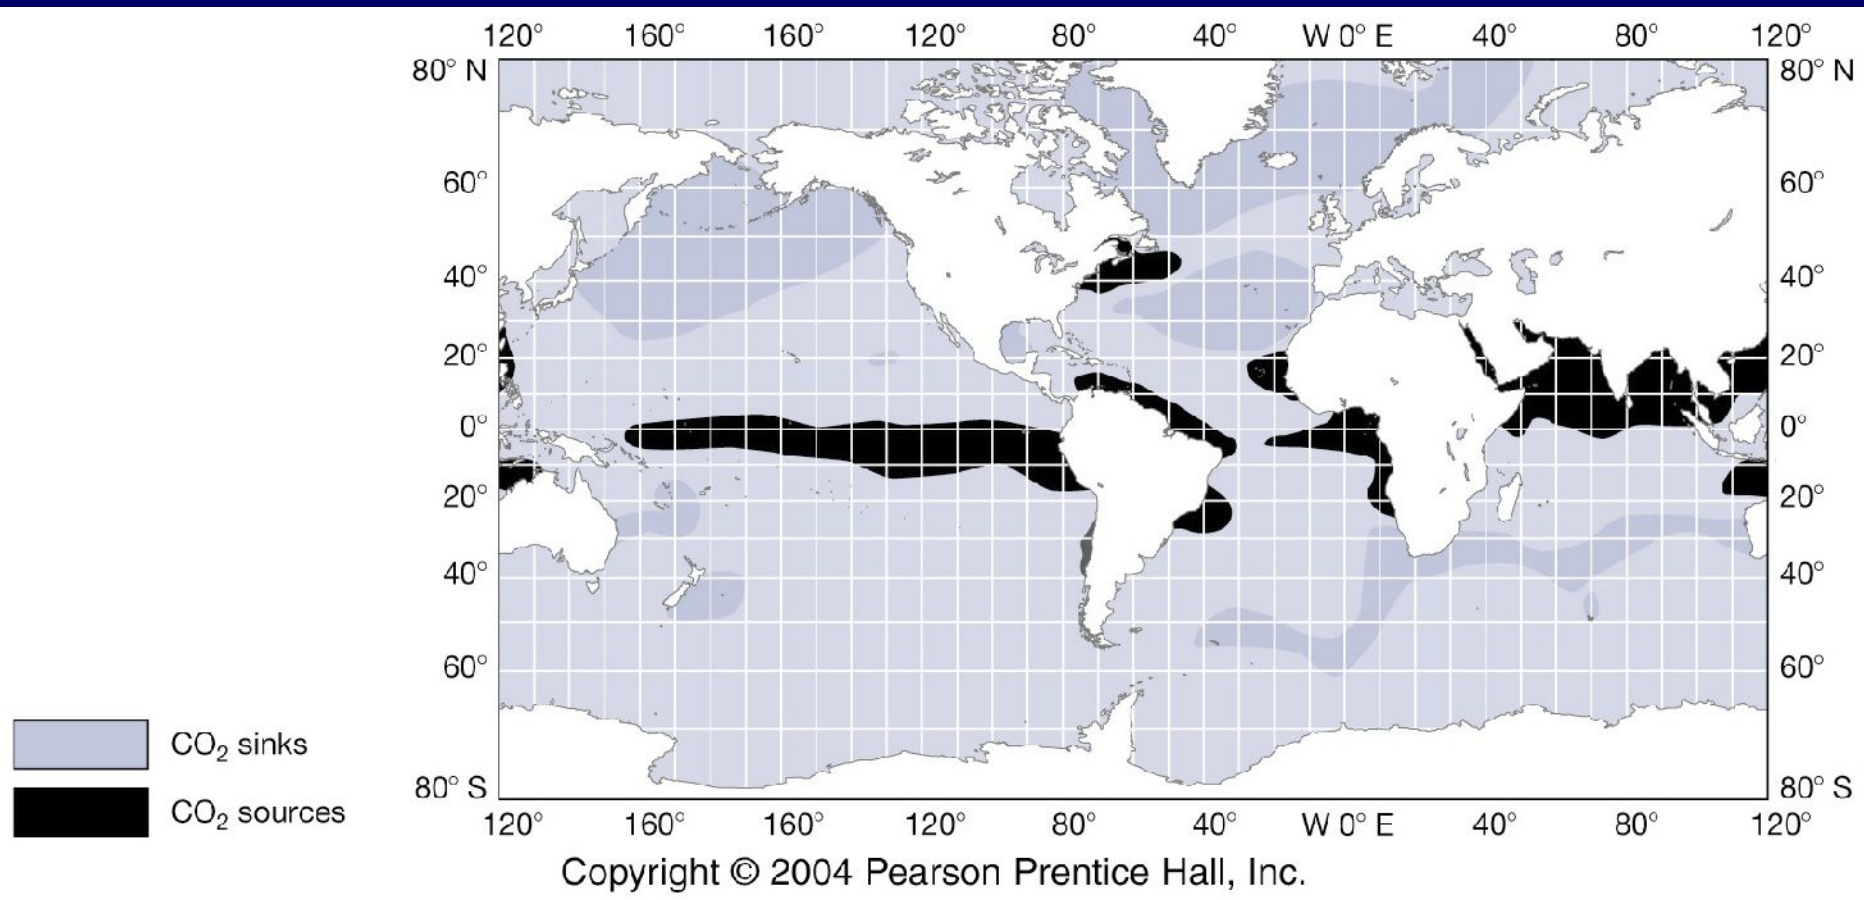 120° 160° 160° 120° 80° 40° W 0° E 40° 80° 120°
80° N 80° N
60° 60°
40° 40°
20° 20°
0° 0°
20° 20°
40° 40°
60° 60°
CO₂ sinks
80° S 80° S
CO₂ sources
120° 160° 160° 120° 80° 40° W 0° E 40° 80° 120°
Copyright © 2004 Pearson Prentice Hall, Inc.